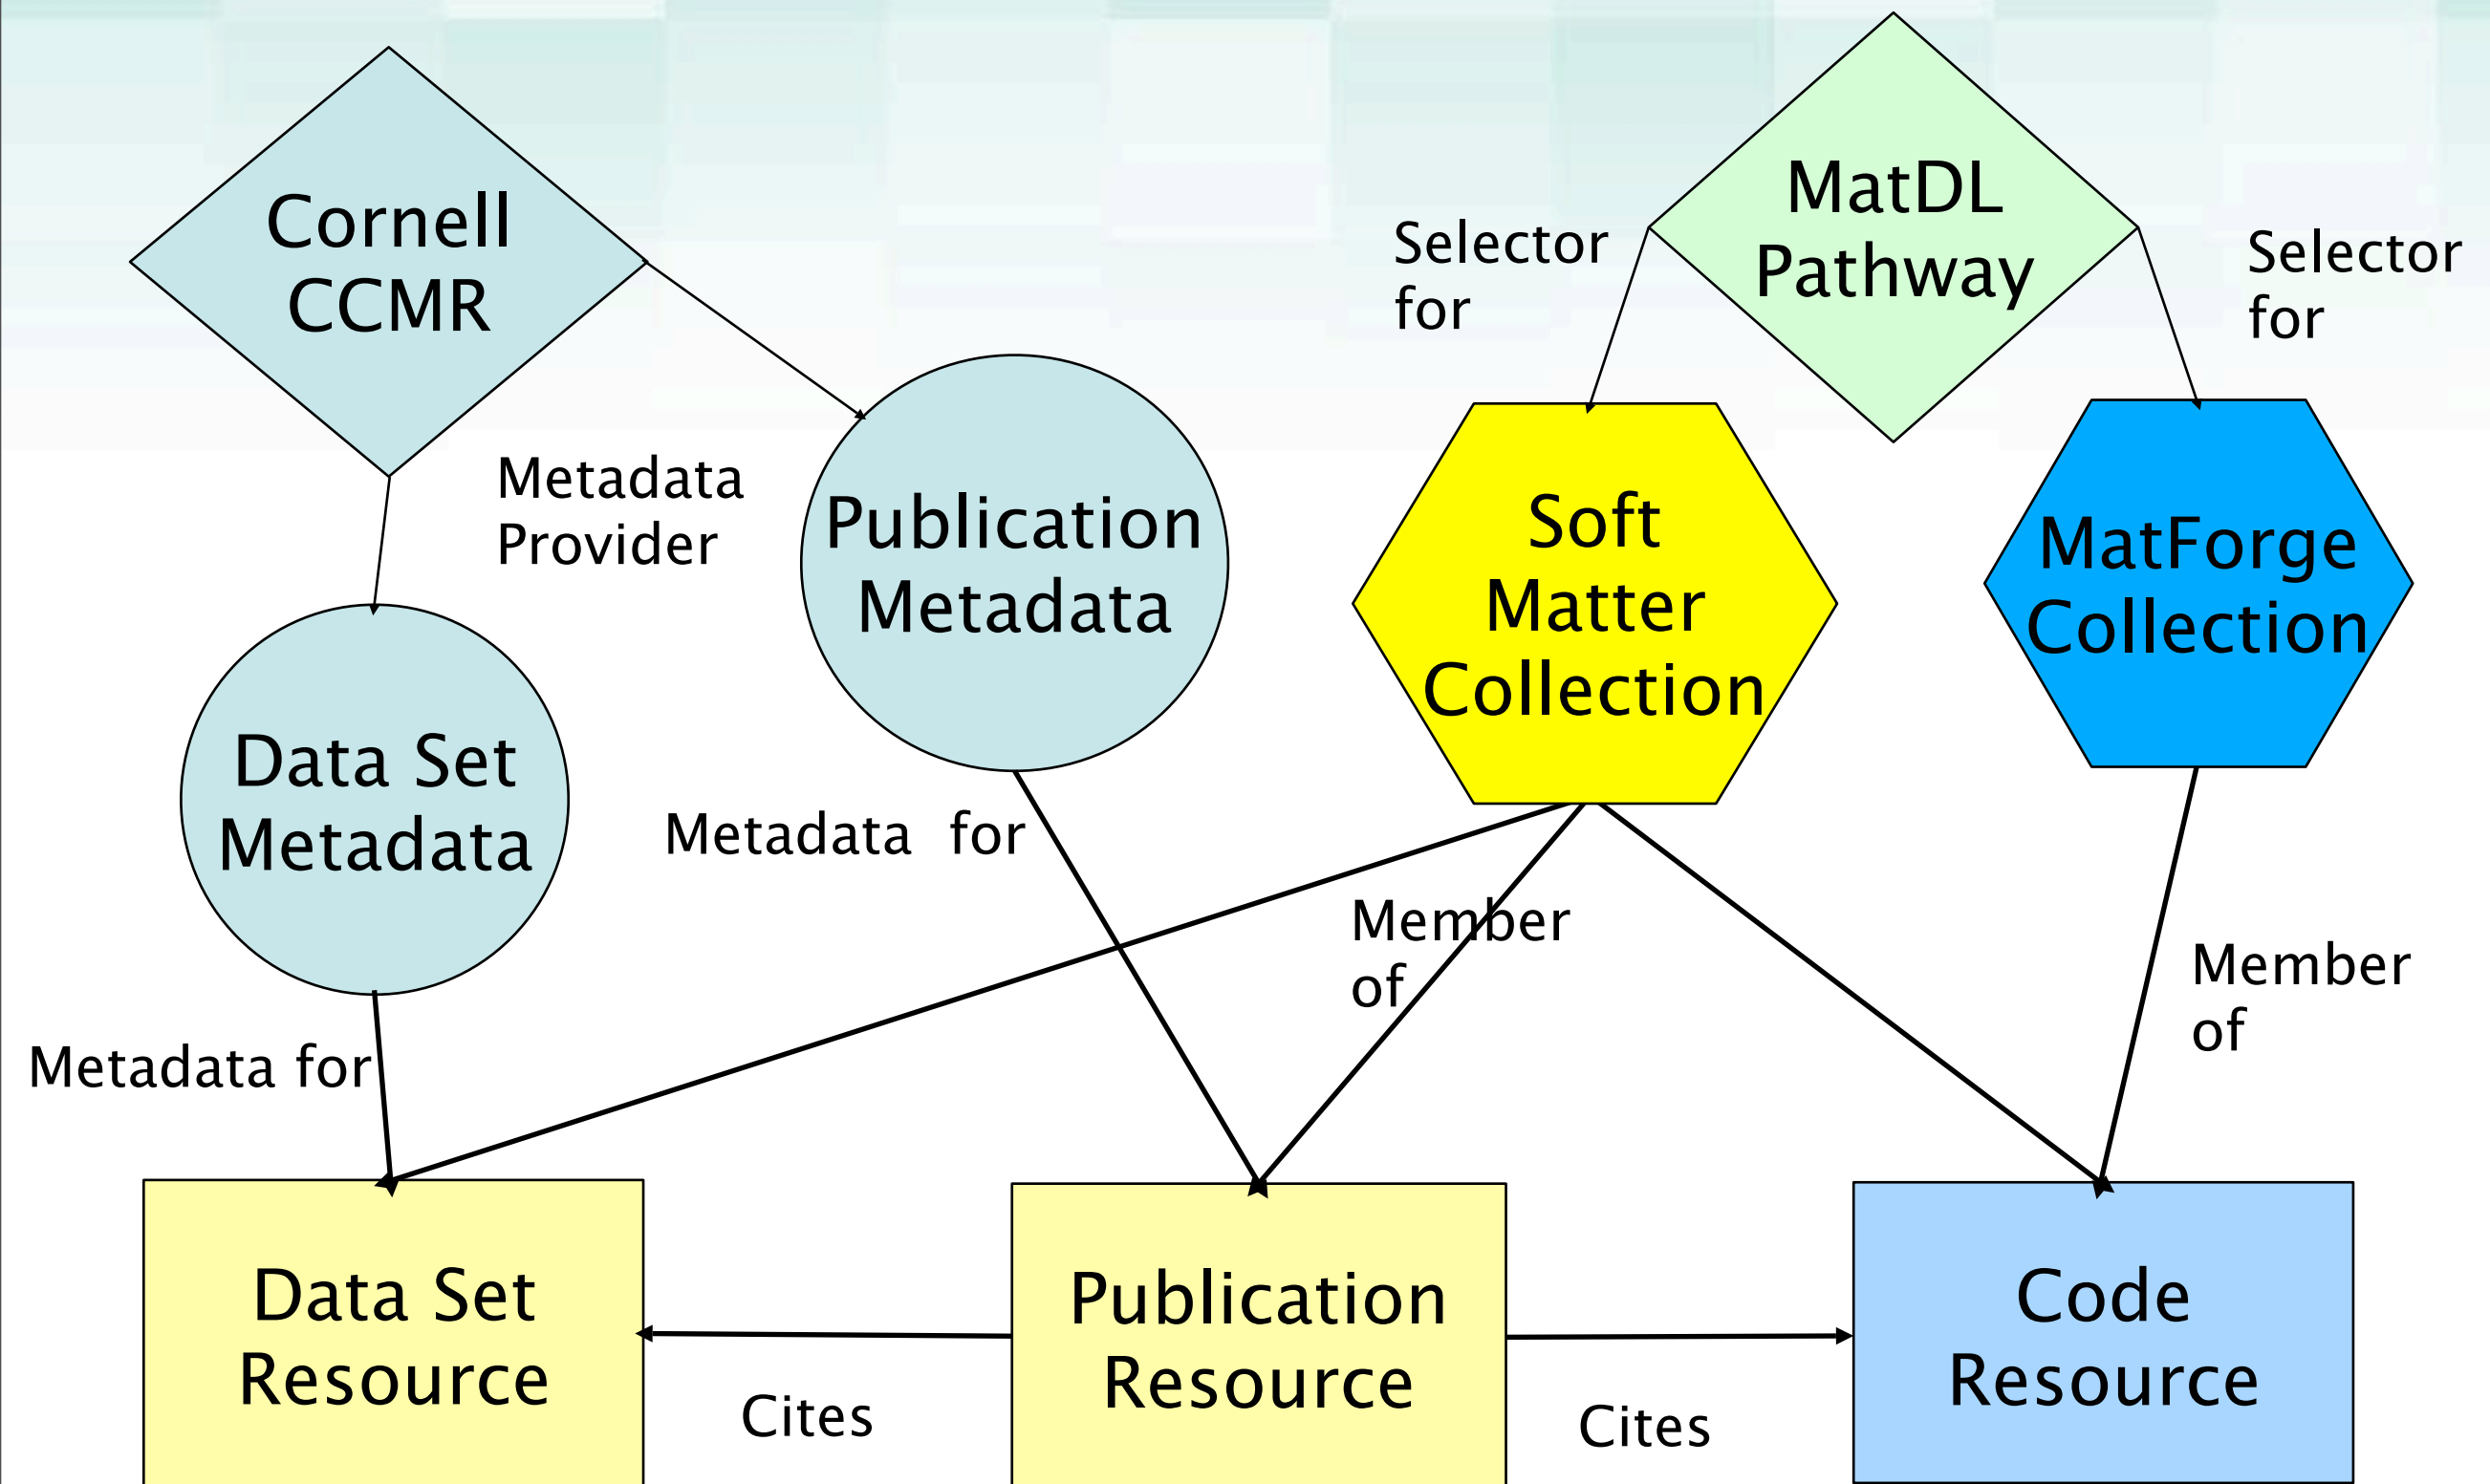 Cornell
CCMR
MatDL
Pathway
Selector
for
Selector
for
Metadata
Provider
Publication
Metadata
Soft
Matter
Collection
MatForge
Collection
Data Set
Metadata
Metadata for
Member
of
Member
of
Metadata for
Data Set
Resource
Publication
Resource
Code
Resource
Cites
Cites